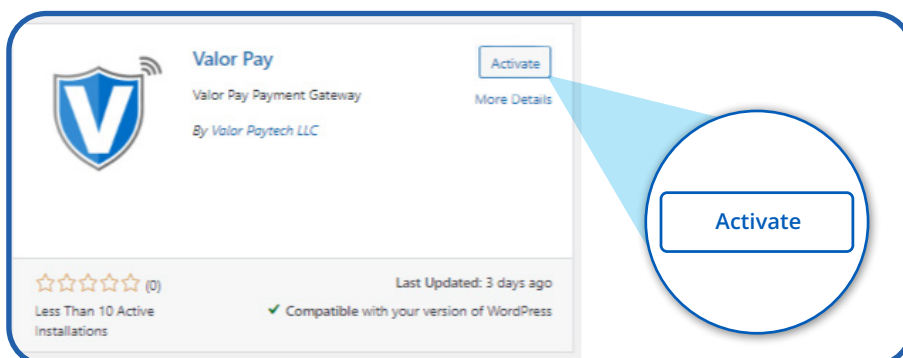 Valor Pay
Activate
Valor Pay Payment Gateway
More Details
By Valor Paytech LLC
V
Activate
(0)
Last Updated: 3 days ago
Less Than 10 Active
Installations
✔ Compatible with your version of WordPress